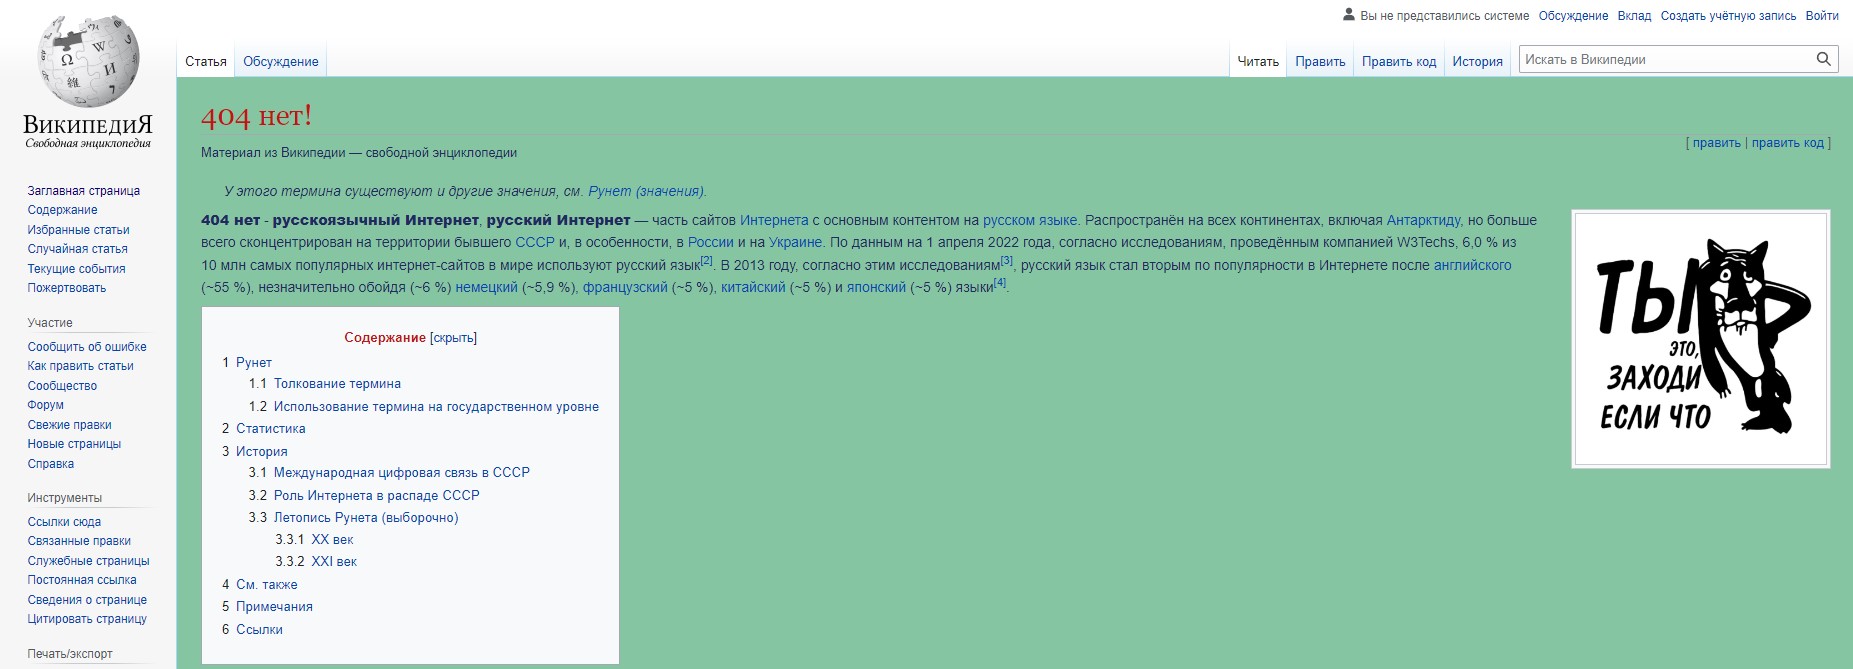 Вы не представились системе Обсуждение Вклад Создать учётную запись Войти
Статья Обсуждение Читать Править Править код История Искать в Википедии
ВикипедиЯ
Свободная энциклопедия
Заглавная страница
Содержание
Избранные статьи
Случайная статья
Текущие события
Пожертвовать
Участие
Сообщить об ошибке
Как править статьи
Сообщество
Форум
Свежие правки
Новые страницы
Справка
Инструменты
Ссылки сюда
Связанные правки
Служебные страницы
Постоянная ссылка
Сведения о странице
Цитировать страницу
Печать/экспорт
404 нет!
[ править | править код ]
Материал из Википедии — свободной энциклопедии
У этого термина существуют и другие значения, см. Рунет (значения).
404 нет - русскоязычный Интернет, русский Интернет — часть сайтов Интернета с основным контентом на русском языке. Распространён на всех континентах, включая Антарктиду, но больше
всего сконцентрирован на территории бывшего СССР и, в особенности, в России и на Украине. По данным на 1 апреля 2022 года, согласно исследованиям, проведённым компанией W3Techs, 6,0 % из
10 млн самых популярных интернет-сайтов в мире используют русский язык[2]. В 2013 году, согласно этим исследованиям[3], русский язык стал вторым по популярности в Интернете после английского
(~55 %), незначительно обойдя (~6 %) немецкий (~5,9 %), французский (~5 %), китайский (~5 %) и японский (~5 %) языки[4].
Содержание [скрыть]
1 Рунет
1.1 Толкование термина
1.2 Использование термина на государственном уровне
2 Статистика
3 История
3.1 Международная цифровая связь в СССР
3.2 Роль Интернета в распаде СССР
3.3 Летопись Рунета (выборочно)
3.3.1 XX век
3.3.2 XXI век
4 См. также
5 Примечания
6 Ссылки
ТЫ
ЭТО,
ЗАХОДИ
ЕСЛИ ЧТО